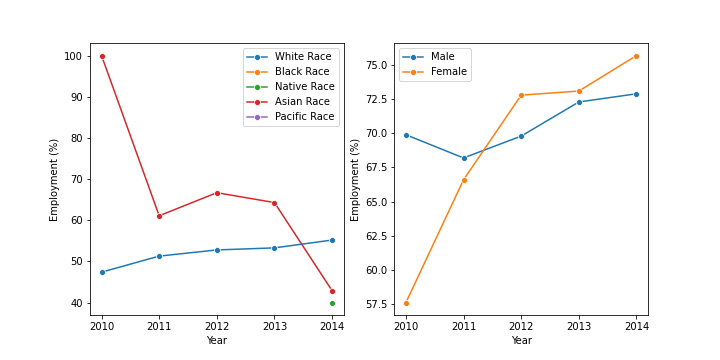 White Race
Black Race
Native Race
Asian Race
Pacific Race
100
90
80
70
60
50
40
Employment (%)
2010 2011 2012 2013 2014
Year
Male
Female
75.0
72.5
70.0
67.5
65.0
62.5
60.0
57.5
Employment (%)
2010 2011 2012 2013 2014
Year